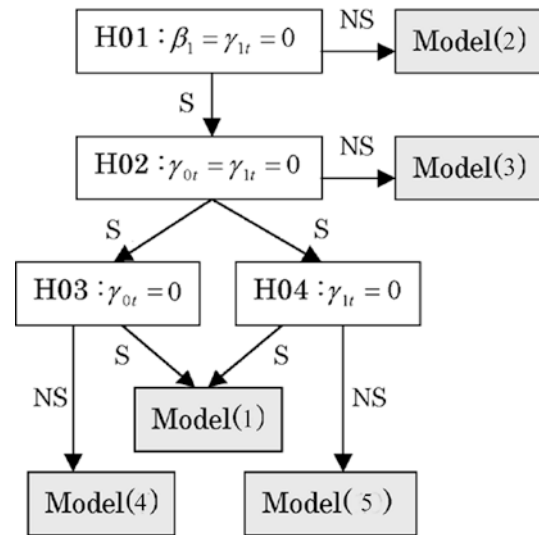 H01 : β₁ = γ₁ₜ = 0
NS
Model(2)
S
H02 : γ₀ₜ = γ₁ₜ = 0
NS
Model(3)
S
S
H03 : γ₀ₜ = 0
H04 : γ₁ₜ = 0
S
S
NS
Model(1)
NS
Model(4)
Model(5)